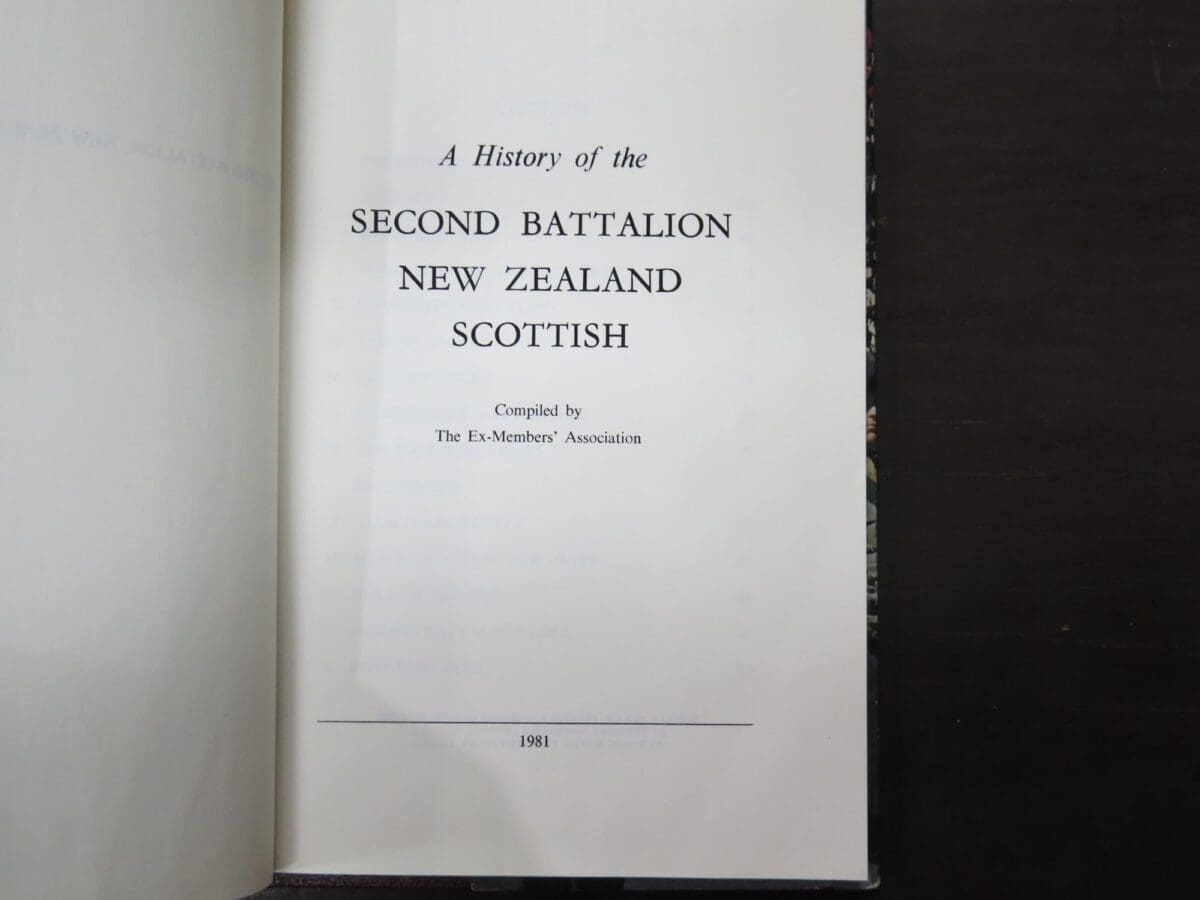 A History of the
SECOND BATTALION
NEW ZEALAND
SCOTTISH
Compiled by
The Ex-Members' Association
1981